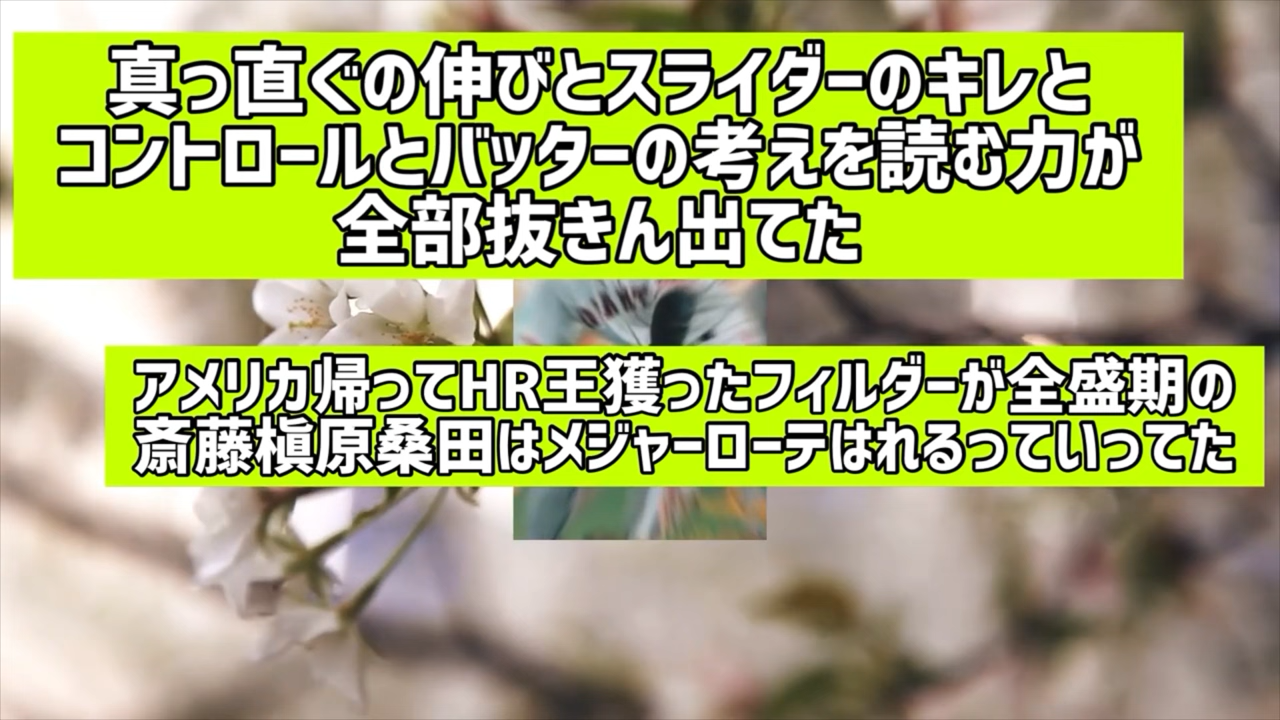 真っ直ぐの伸びとスライダーのキレと
コントロールとバッターの考えを読む力が
全部抜きん出てた
アメリカ帰ってHR王獲ったフィルダーが全盛期の
斎藤槇原桑田はメジャーローテはれるっていってた